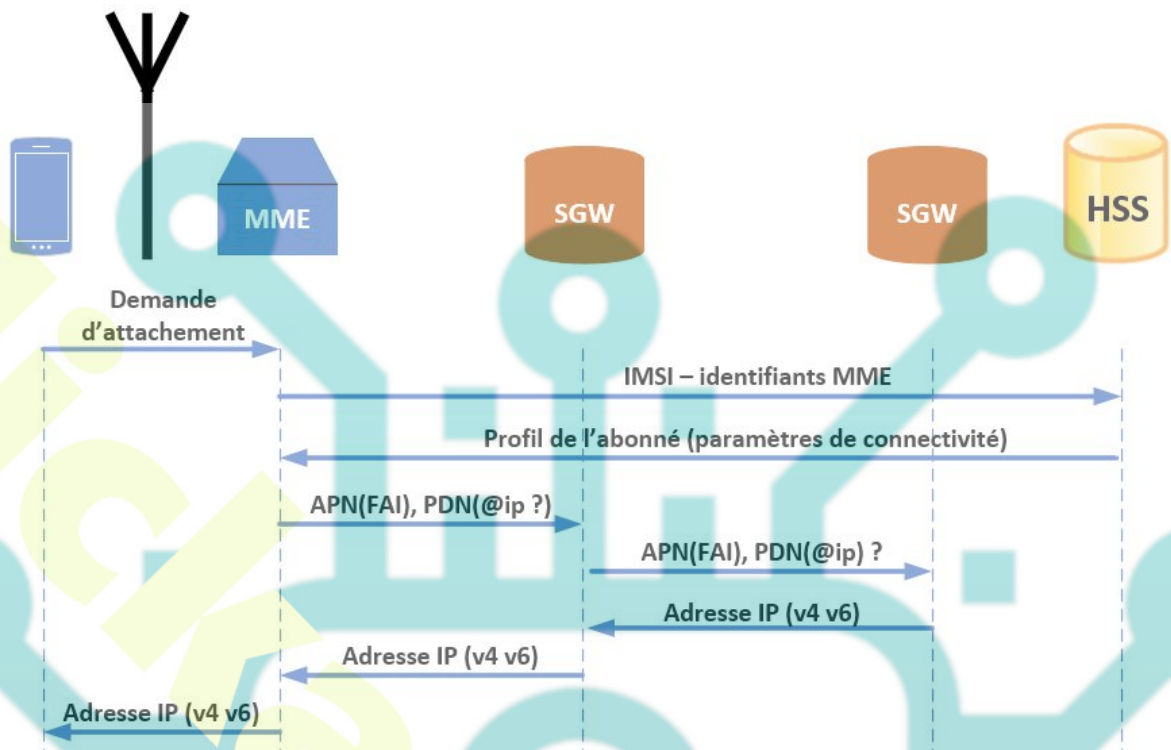 MME
SGW
SGW
HSS
Demande
d'attachement
IMSI – identifiants MME
Profil de l'abonné (paramètres de connectivité)
APN(FAI), PDN(@ip ?)
APN(FAI), PDN(@ip) ?
Adresse IP (v4 v6)
Adresse IP (v4 v6)
Adresse IP (v4 v6)